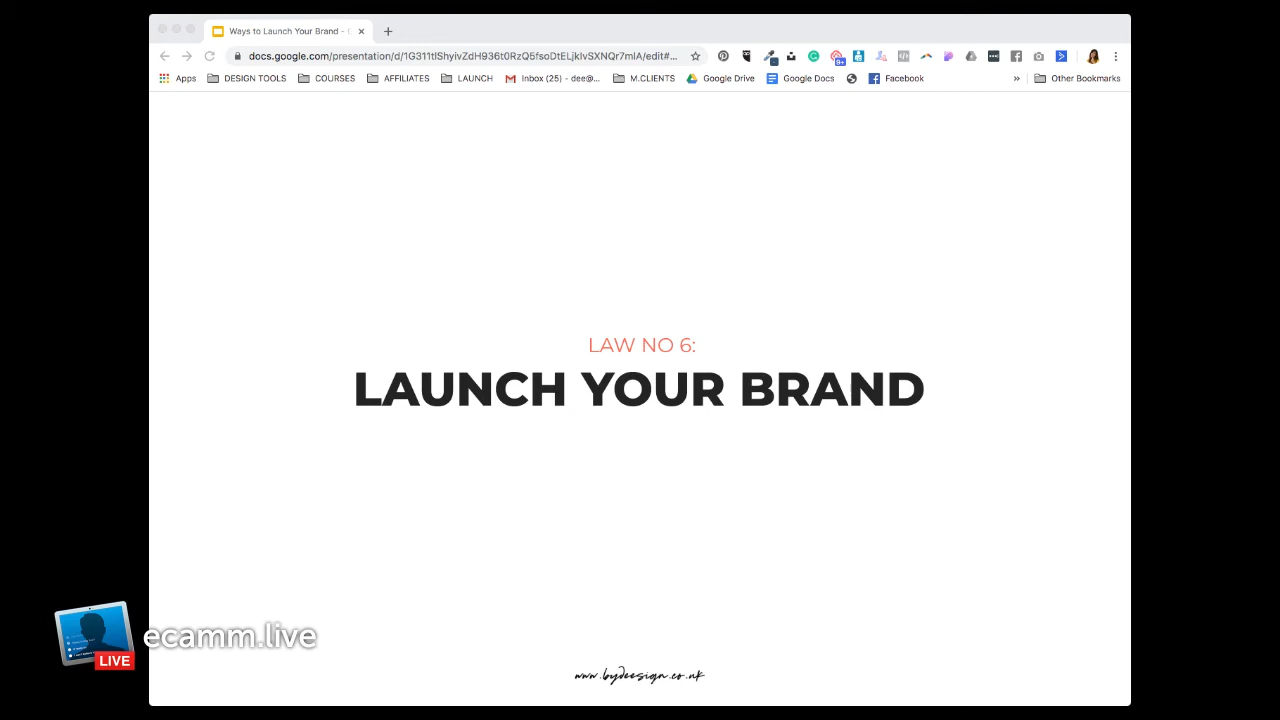 Ways to Launch Your Brand -
docs.google.com/presentation/d/
Apps DESIGN TOOLS COURSES AFFILIATES LAUNCH Inbox (25) - dee@... M.CLIENTS Google Drive Google Docs Facebook » Other Bookmarks
LAW NO 6:
LAUNCH YOUR BRAND
ecamm.live
LIVE
www.bydeesign.co.uk